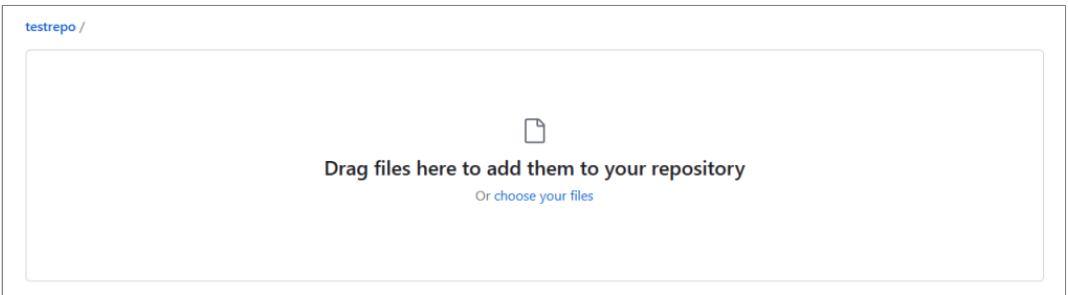 testrepo /
Drag files here to add them to your repository
Or choose your files